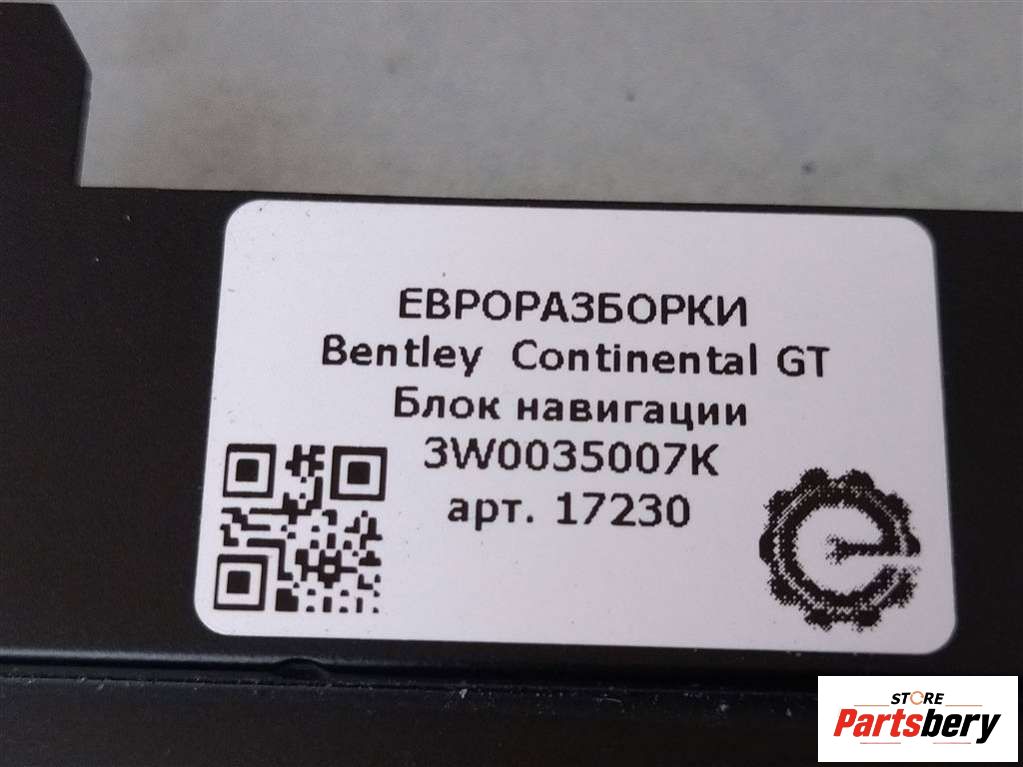 ЕВРОРАЗБОРКИ
Bentley Continental GT
Блок навигации
3W0035007K
арт. 17230
STORE
Partsbery